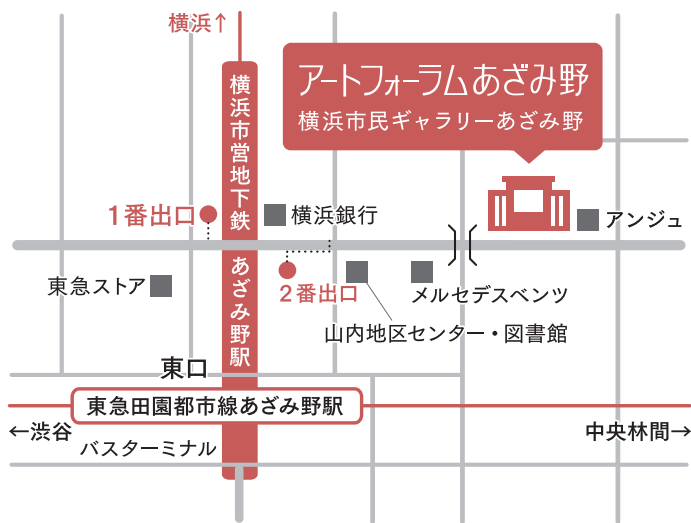 横浜↑
アートフォーラムあざみ野
横浜市民ギャラリーあざみ野
横浜市営地下鉄 あざみ野駅
1番出口
横浜銀行
アンジュ
東急ストア
2番出口
メルセデスベンツ
山内地区センター・図書館
東口
東急田園都市線あざみ野駅
←渋谷
中央林間→
バスターミナル